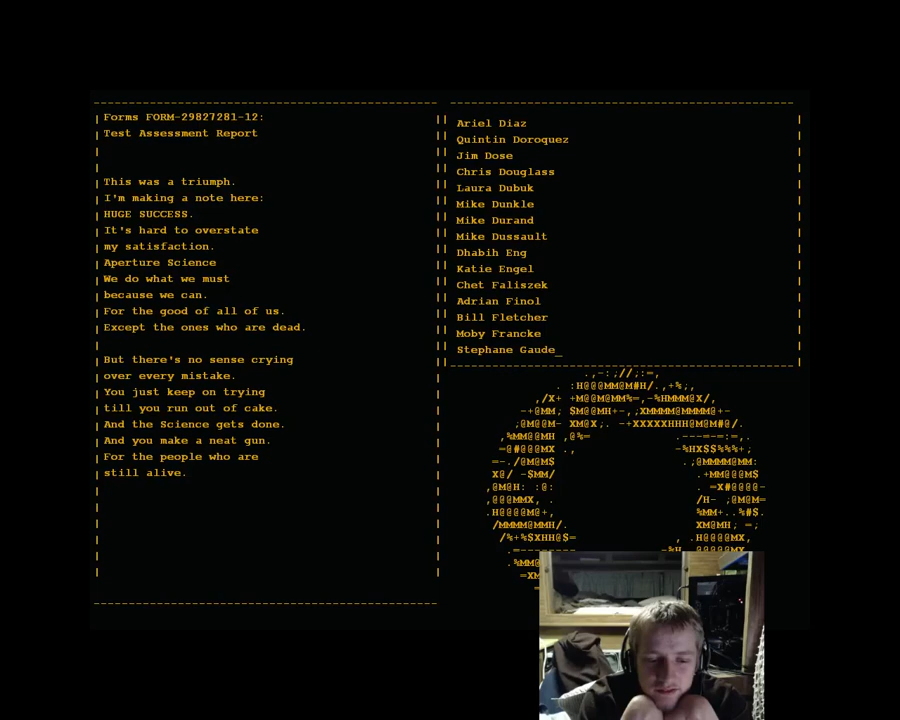 Forms FORM-29827281-12:
Test Assessment Report
This was a triumph.
I'm making a note here:
HUGE SUCCESS.
It's hard to overstate
my satisfaction.
Aperture Science
We do what we must
because we can.
For the good of all of us.
Except the ones who are dead.
But there's no sense crying
over every mistake.
You just keep on trying
till you run out of cake.
And the Science gets done.
And you make a neat gun.
For the people who are
still alive.
Ariel Diaz
Quintin Doroquez
Jim Dose
Chris Douglass
Laura Dubuk
Mike Dunkle
Mike Durand
Mike Dussault
Dhabih Eng
Katie Engel
Chet Faliszek
Adrian Finol
Bill Fletcher
Moby Francke
Stephane Gaude_